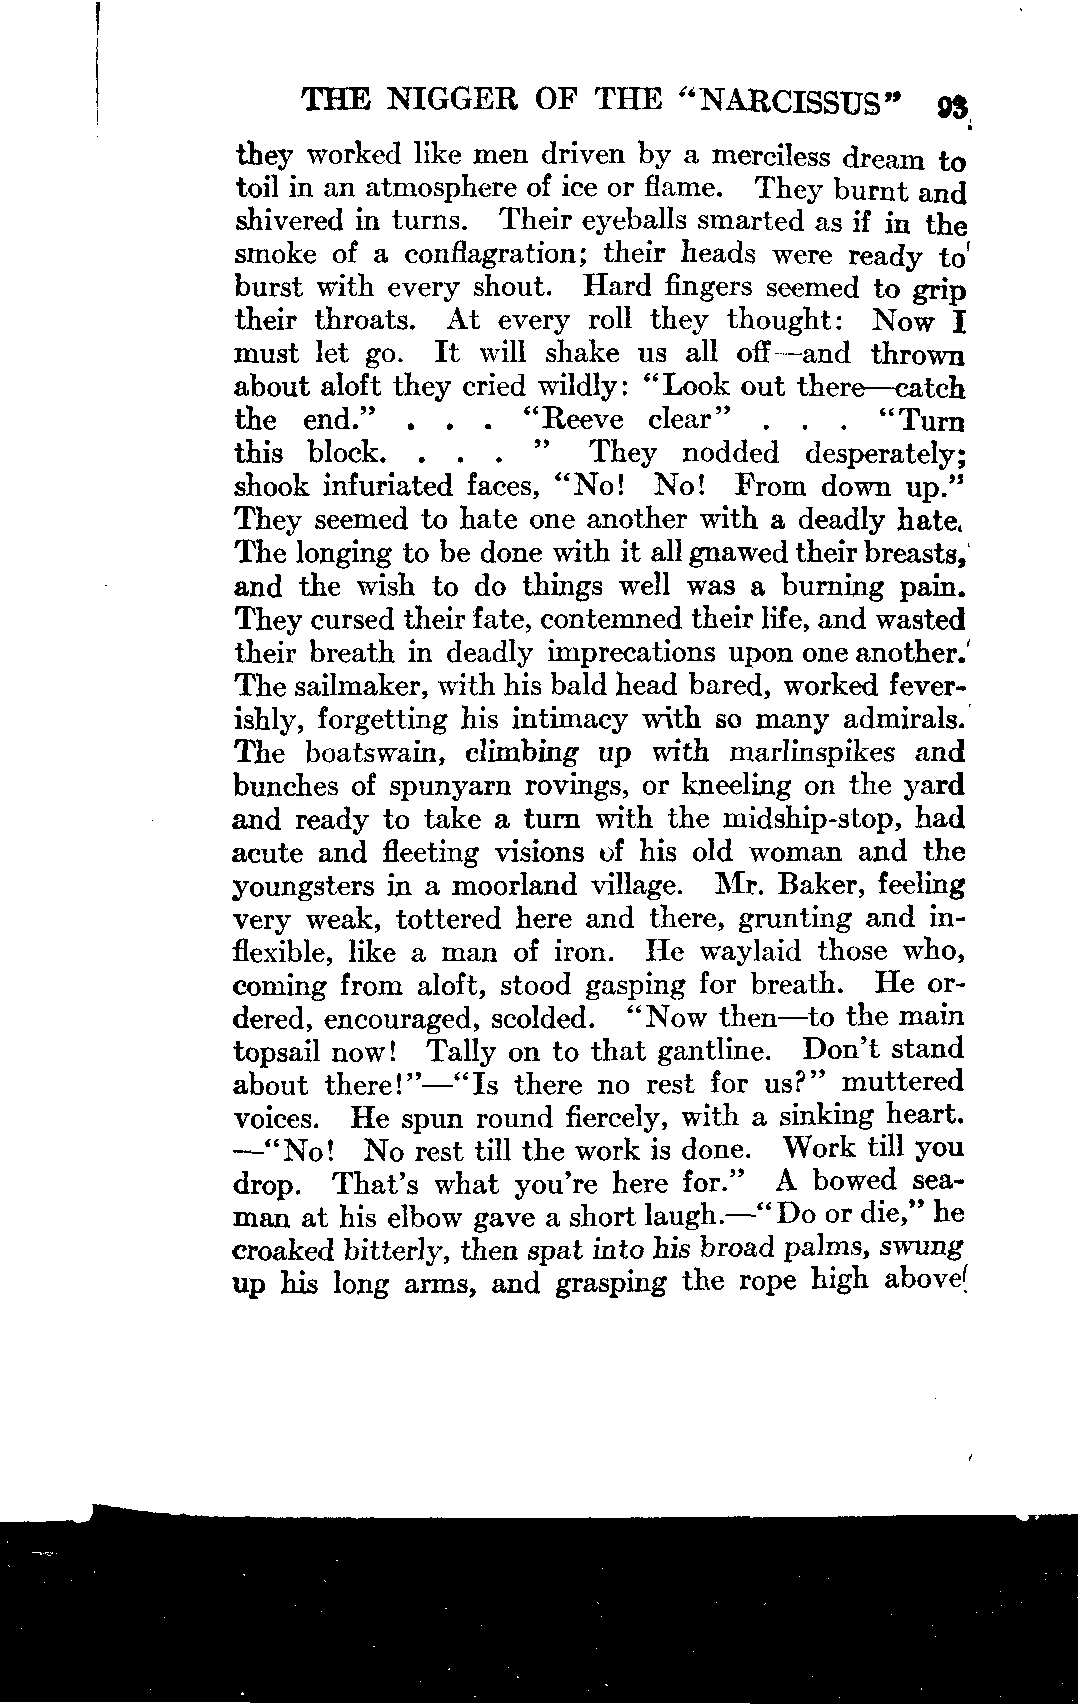 THE NIGGER OF THE “NARCISSUS” 93
they worked like men driven by a merciless dream to
toil in an atmosphere of ice or flame. They burnt and
shivered in turns. Their eyeballs smarted as if in the
smoke of a conflagration; their heads were ready to
burst with every shout. Hard fingers seemed to grip
their throats. At every roll they thought: Now I
must let go. It will shake us all off—and thrown
about aloft they cried wildly: “Look out there—catch
the end.” . . . “Reeve clear” . . . “Turn
this block. . . . ” They nodded desperately;
shook infuriated faces, “No! No! From down up.”
They seemed to hate one another with a deadly hate.
The longing to be done with it all gnawed their breasts,
and the wish to do things well was a burning pain.
They cursed their fate, contemned their life, and wasted
their breath in deadly imprecations upon one another.
The sailmaker, with his bald head bared, worked fever-
ishly, forgetting his intimacy with so many admirals.
The boatswain, climbing up with marlinspikes and
bunches of spunyarn rovings, or kneeling on the yard
and ready to take a turn with the midship-stop, had
acute and fleeting visions of his old woman and the
youngsters in a moorland village. Mr. Baker, feeling
very weak, tottered here and there, grunting and in-
flexible, like a man of iron. He waylaid those who,
coming from aloft, stood gasping for breath. He or-
dered, encouraged, scolded. “Now then—to the main
topsail now! Tally on to that gantline. Don’t stand
about there!”—“Is there no rest for us?” muttered
voices. He spun round fiercely, with a sinking heart.
—“No! No rest till the work is done. Work till you
drop. That’s what you’re here for.” A bowed sea-
man at his elbow gave a short laugh.—“Do or die,” he
croaked bitterly, then spat into his broad palms, swung
up his long arms, and grasping the rope high above